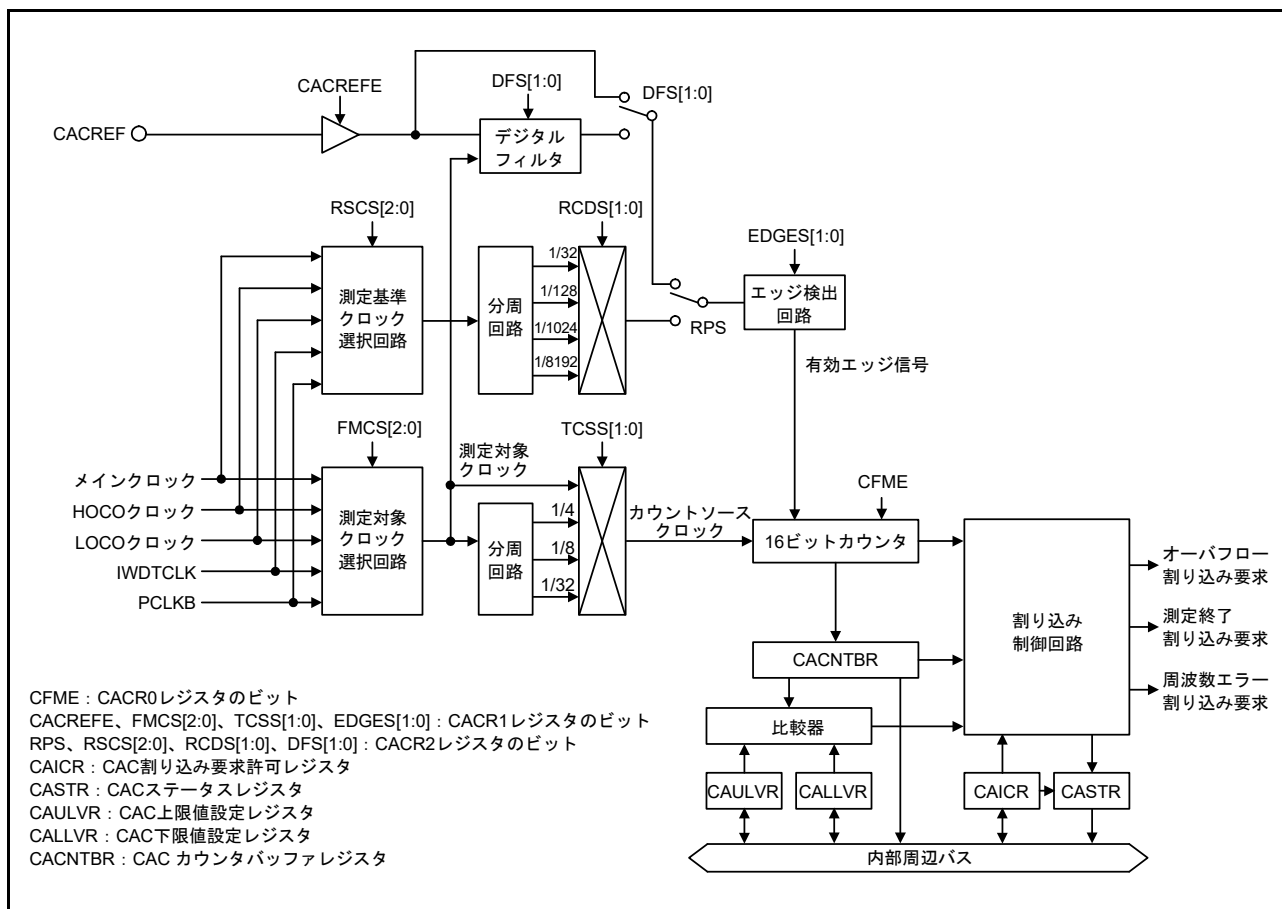 CACREFE
DFS[1:0]
DFS[1:0]
CACREF
デジタル
フィルタ
RSCS[2:0]
RCDS[1:0]
EDGES[1:0]
測定基準
クロック
選択回路
分周
回路
1/32
1/128
1/1024
1/8192
RPS
エッジ検出
回路
有効エッジ信号
FMCS[2:0]
測定対象
クロック
TCSS[1:0]
CFME
メインクロック
HOCOクロック
LOCOクロック
IWDTCLK
PCLKB
測定対象
クロック
選択回路
分周
回路
1/4
1/8
1/32
カウントソース
クロック
16ビットカウンタ
CACNTBR
比較器
CAULVR
CALLVR
割り込み
制御回路
CAICR
CASTR
オーバフロー
割り込み要求
測定終了
割り込み要求
周波数エラー
割り込み要求
内部周辺バス
CFME：CACR0レジスタのビット
CACREFE、FMCS[2:0]、TCSS[1:0]、EDGES[1:0]：CACR1レジスタのビット
RPS、RSCS[2:0]、RCDS[1:0]、DFS[1:0]：CACR2レジスタのビット
CAICR：CAC割り込み要求許可レジスタ
CASTR：CACステータスレジスタ
CAULVR：CAC上限値設定レジスタ
CALLVR：CAC下限値設定レジスタ
CACNTBR：CAC カウンタバッファレジスタ